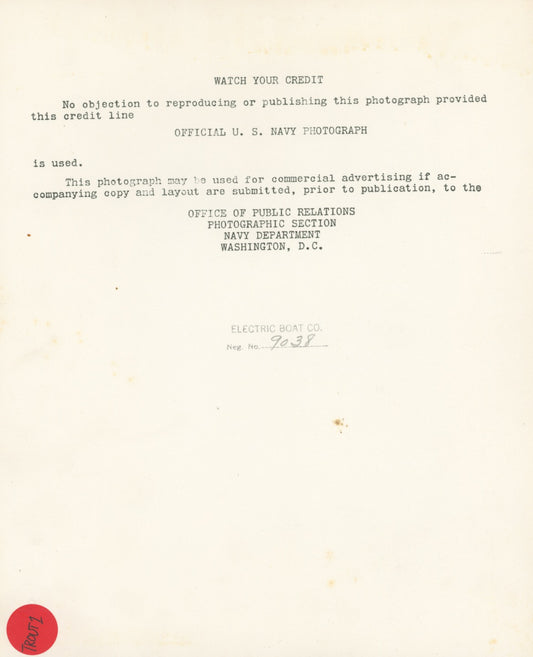 WATCH YOUR CREDIT
No objection to reproducing or publishing this photograph provided
this credit line
OFFICIAL U. S. NAVY PHOTOGRAPH
is used.
This photograph may be used for commercial advertising if ac-
companying copy and layout are submitted, prior to publication, to the
OFFICE OF PUBLIC RELATIONS
PHOTOGRAPHIC SECTION
NAVY DEPARTMENT
WASHINGTON, D.C.
ELECTRIC BOAT CO.
Neg. No. 9038
TROUT 2